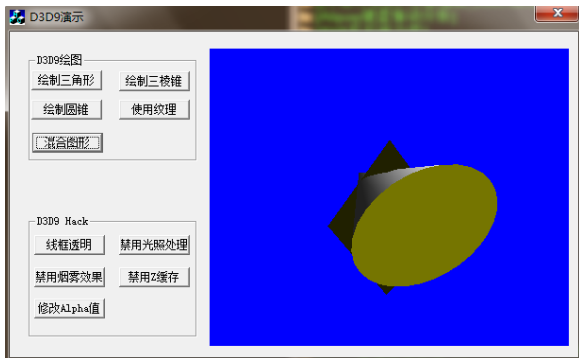 D3D9演示
D3D9绘图
绘制三角形 绘制三棱锥
绘制圆锥 使用纹理
混合图形
D3D9 Hack
线框透明 禁用光照处理
禁用烟雾效果 禁用Z缓存
修改Alpha值